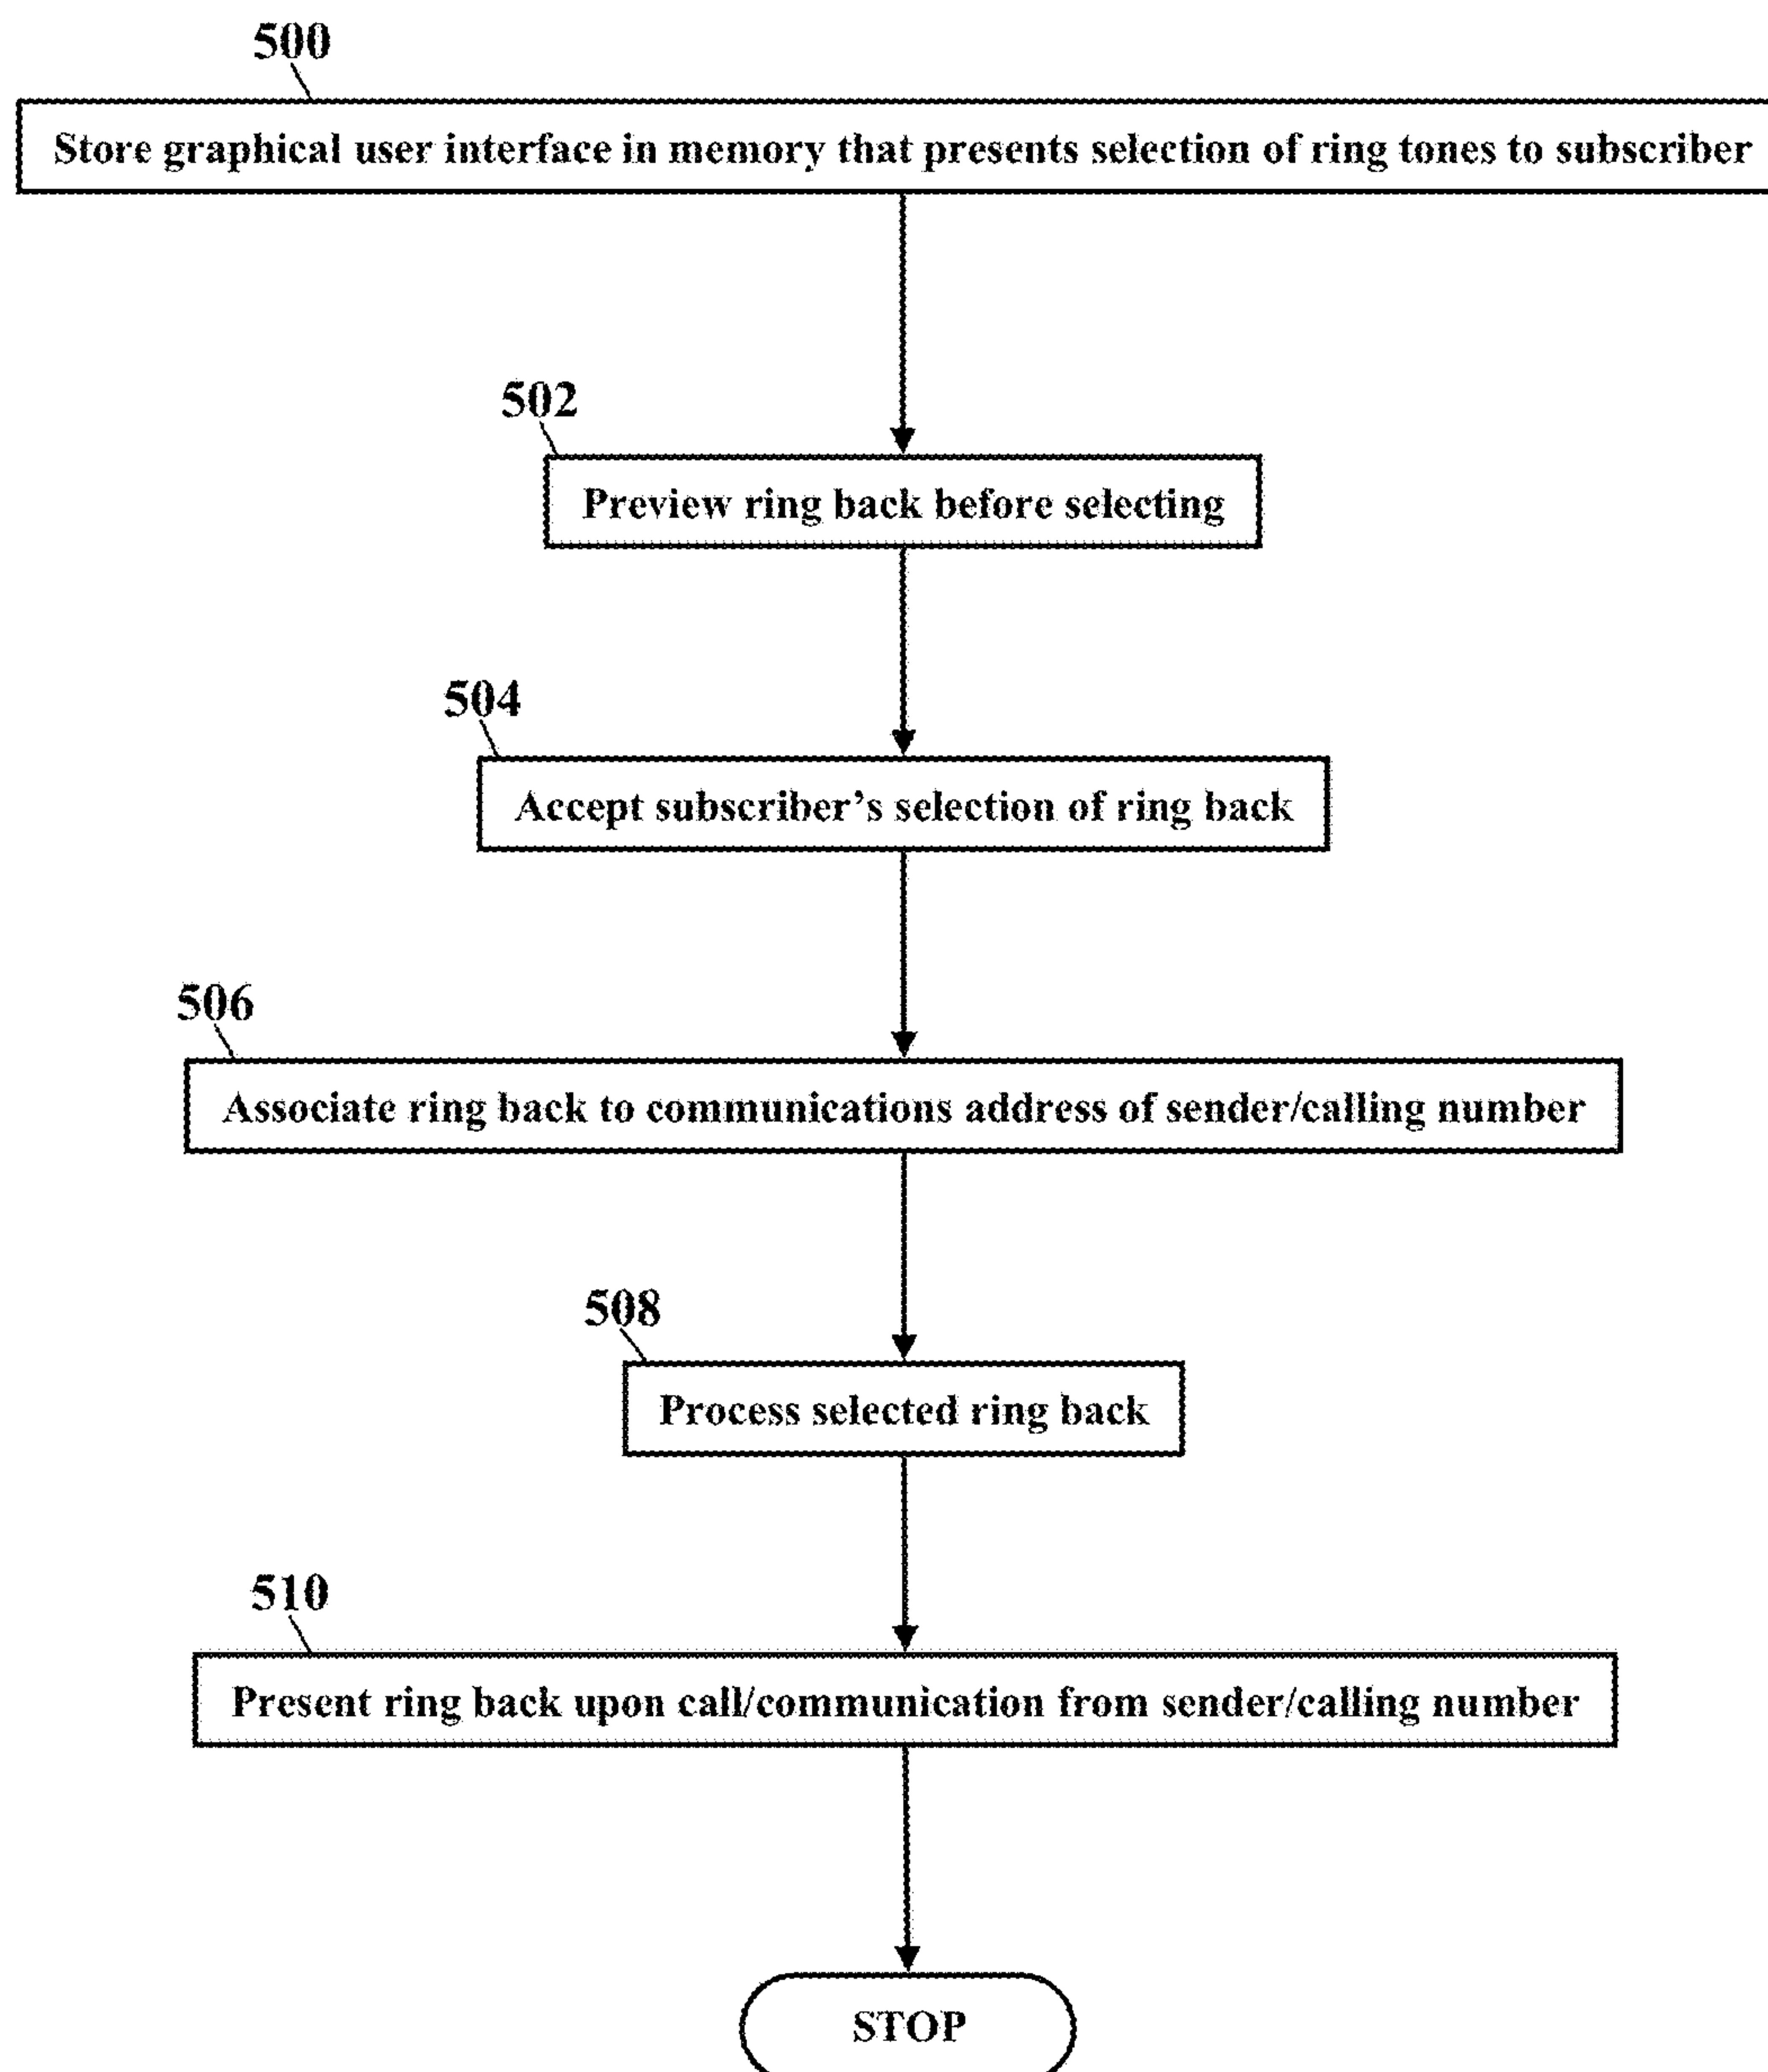 500
Store graphical user interface in memory that presents selection of ring tones to subscriber
502
Preview ring back before selecting
504
Accept subscriber’s selection of ring back
506
Associate ring back to communications address of sender/calling number
508
Process selected ring back
510
Present ring back upon call/communication from sender/calling number
STOP